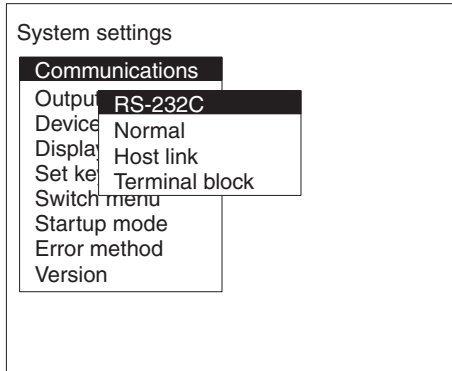 System settings
Communications
Output
RS-232C
Device
Normal
Display
Host link
Set key
Terminal block
Switch menu
Startup mode
Error method
Version